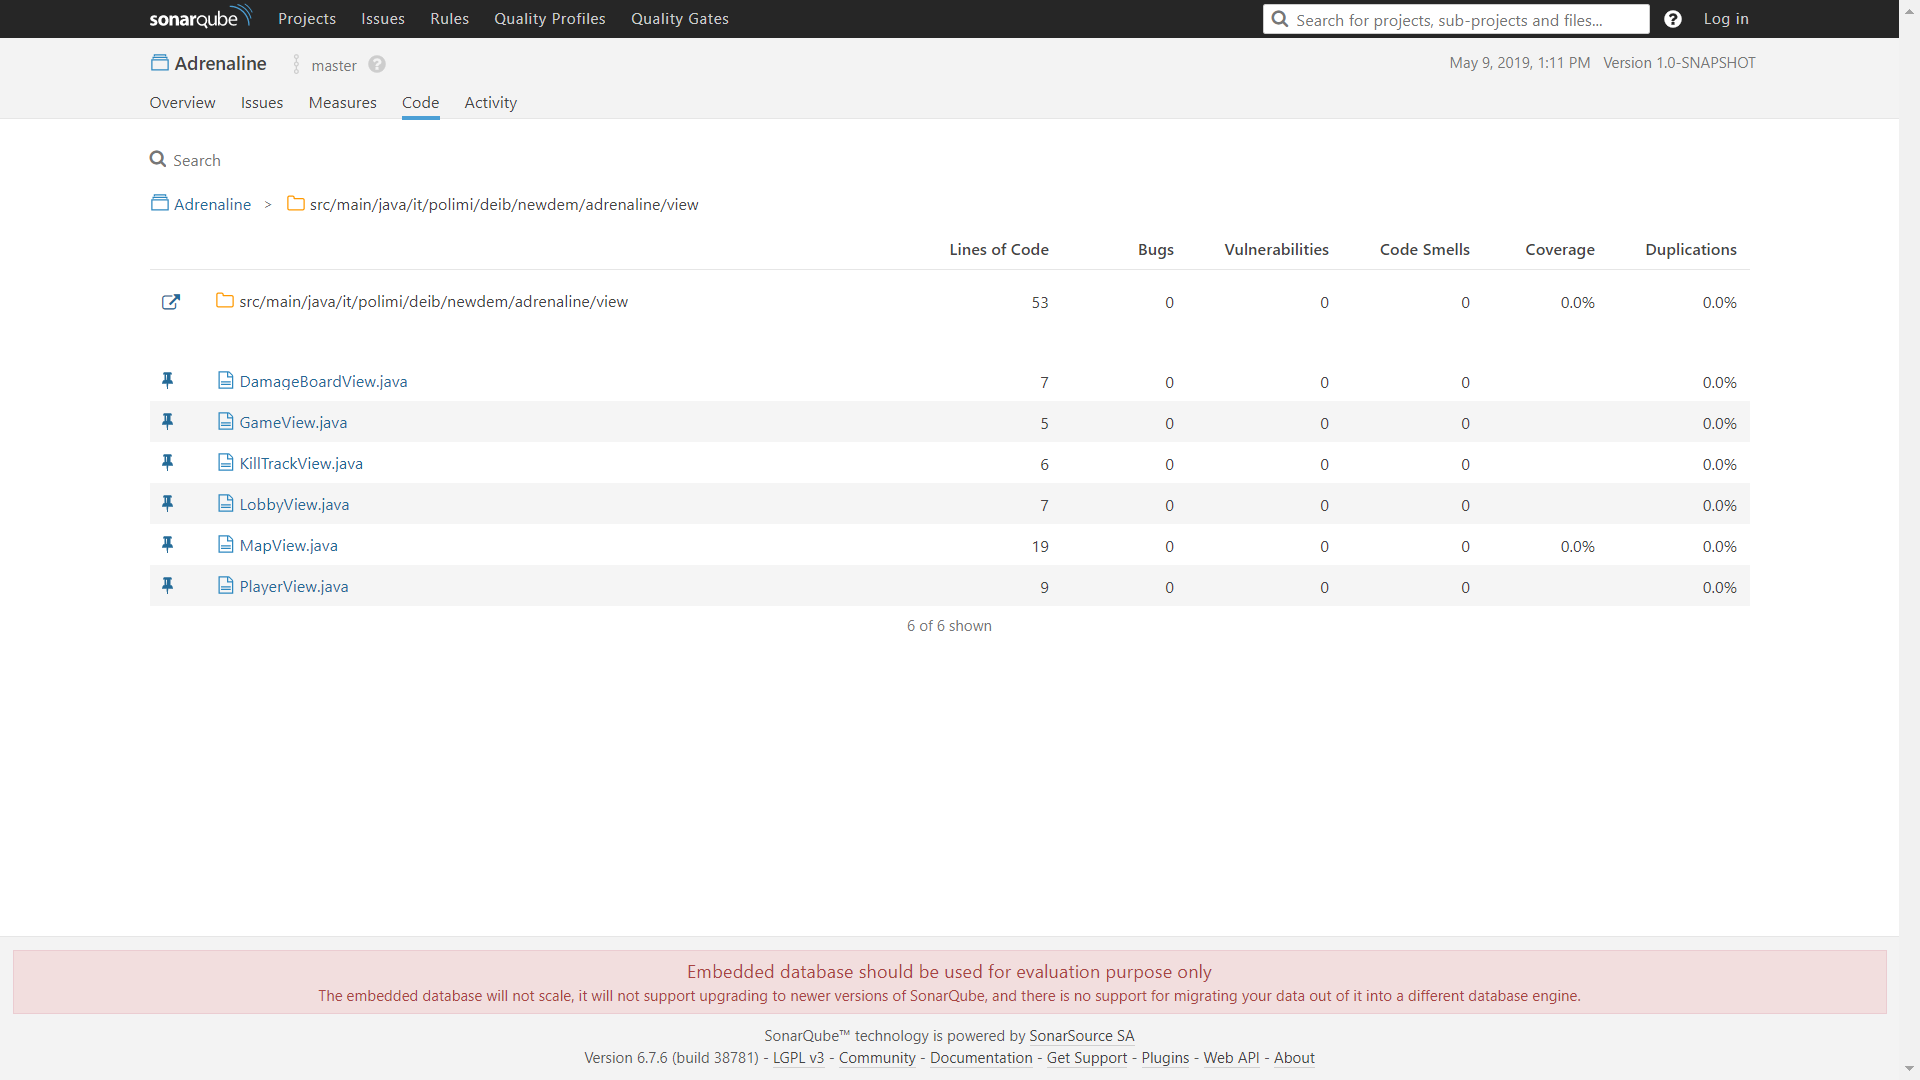 sonarqube Projects Issues Rules Quality Profiles Quality Gates Search for projects, sub-projects and files... ? Log in
Adrenaline master ? May 9, 2019, 1:11 PM Version 1.0-SNAPSHOT
Overview Issues Measures Code Activity
Search
Adrenaline > src/main/java/it/polimi/deib/newdem/adrenaline/view
Lines of Code Bugs Vulnerabilities Code Smells Coverage Duplications
src/main/java/it/polimi/deib/newdem/adrenaline/view 53 0 0 0 0.0% 0.0%
DamageBoardView.java 7 0 0 0 0.0%
GameView.java 5 0 0 0 0.0%
KillTrackView.java 6 0 0 0 0.0%
LobbyView.java 7 0 0 0 0.0%
MapView.java 19 0 0 0 0.0% 0.0%
PlayerView.java 9 0 0 0 0.0%
6 of 6 shown
Embedded database should be used for evaluation purpose only
The embedded database will not scale, it will not support upgrading to newer versions of SonarQube, and there is no support for migrating your data out of it into a different database engine.
SonarQube™ technology is powered by SonarSource SA
Version 6.7.6 (build 38781) - LGPL v3 - Community - Documentation - Get Support - Plugins - Web API - About